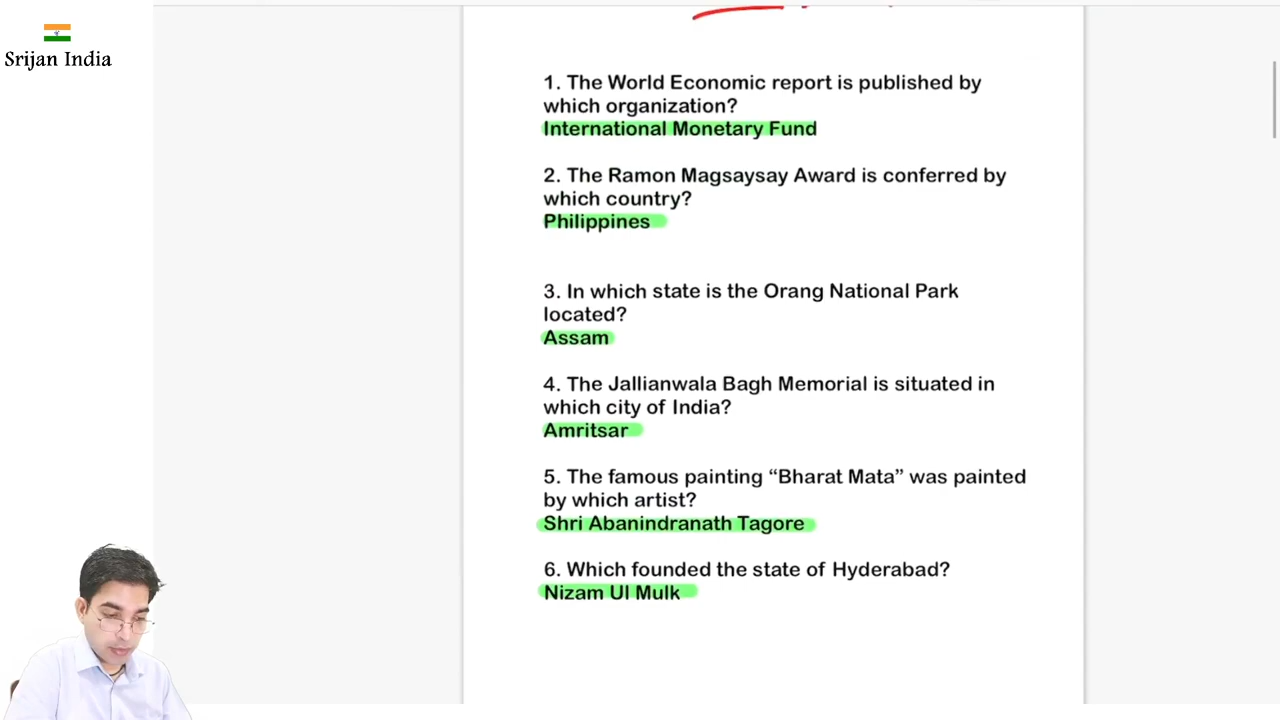 Srijan India
1. The World Economic report is published by
which organization?
International Monetary Fund
2. The Ramon Magsaysay Award is conferred by
which country?
Philippines
3. In which state is the Orang National Park
located?
Assam
4. The Jallianwala Bagh Memorial is situated in
which city of India?
Amritsar
5. The famous painting “Bharat Mata” was painted
by which artist?
Shri Abanindranath Tagore
6. Which founded the state of Hyderabad?
Nizam Ul Mulk